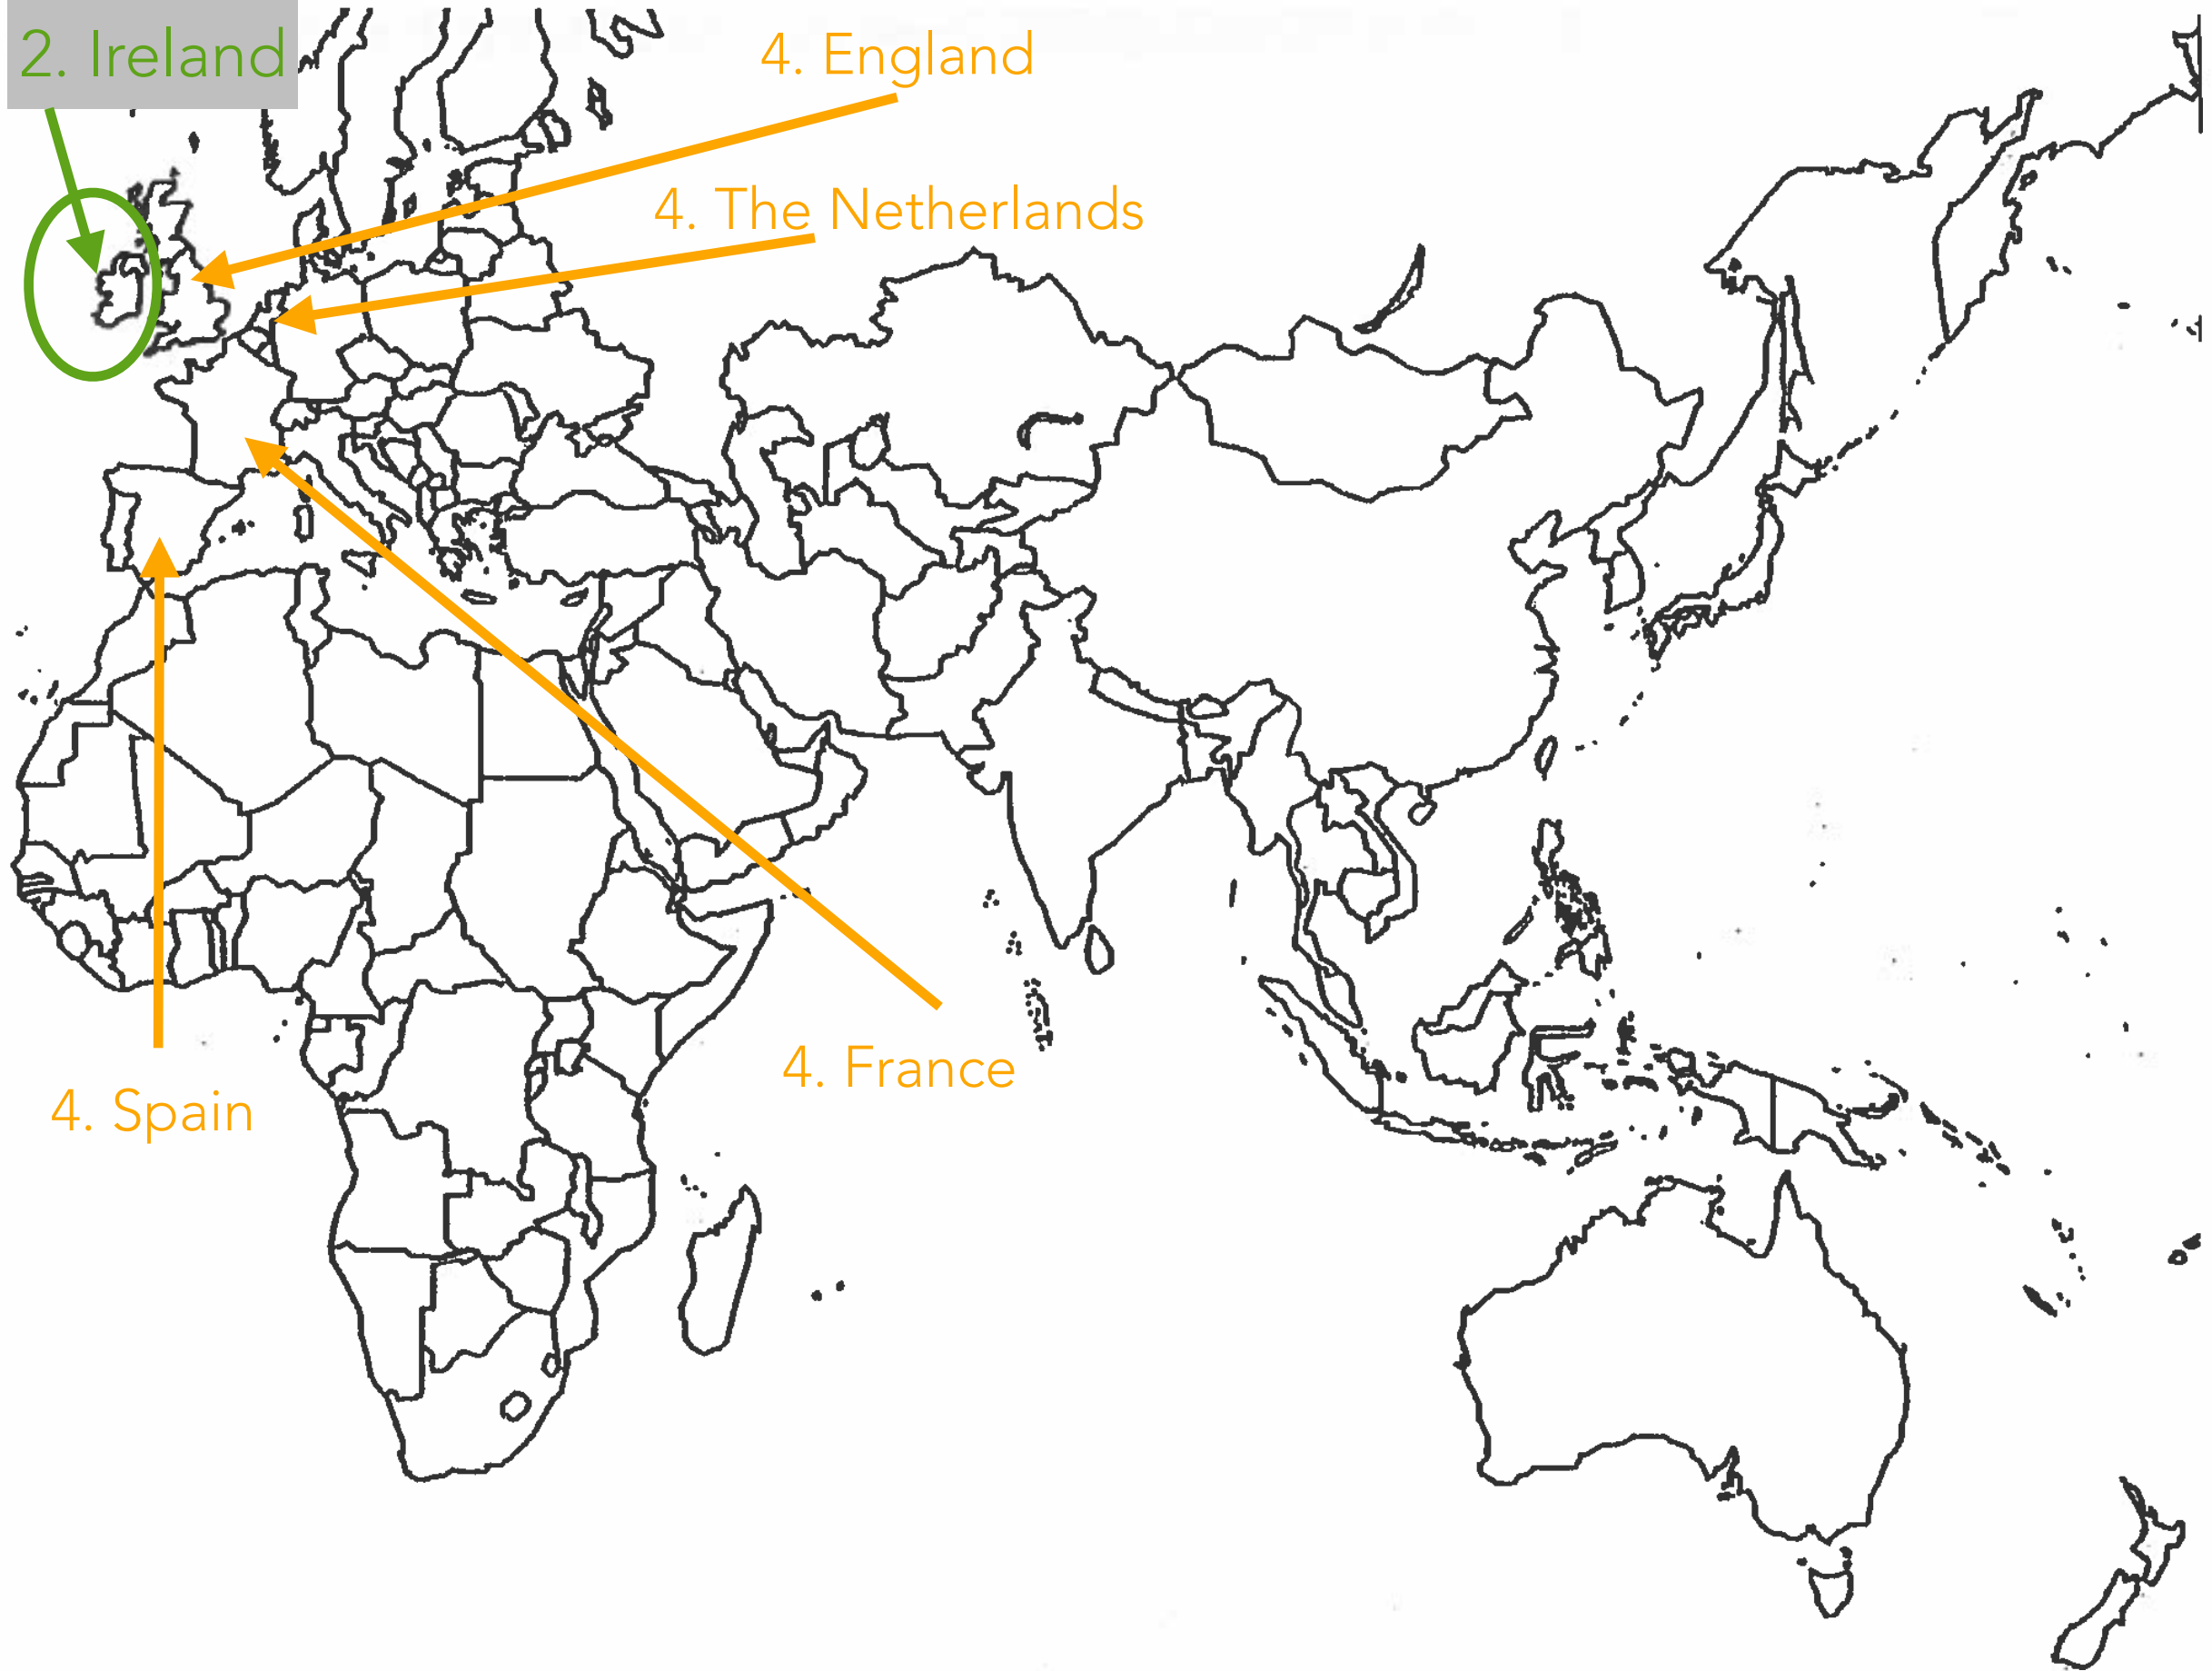 2. Ireland
4. England
4. The Netherlands
4. France
4. Spain